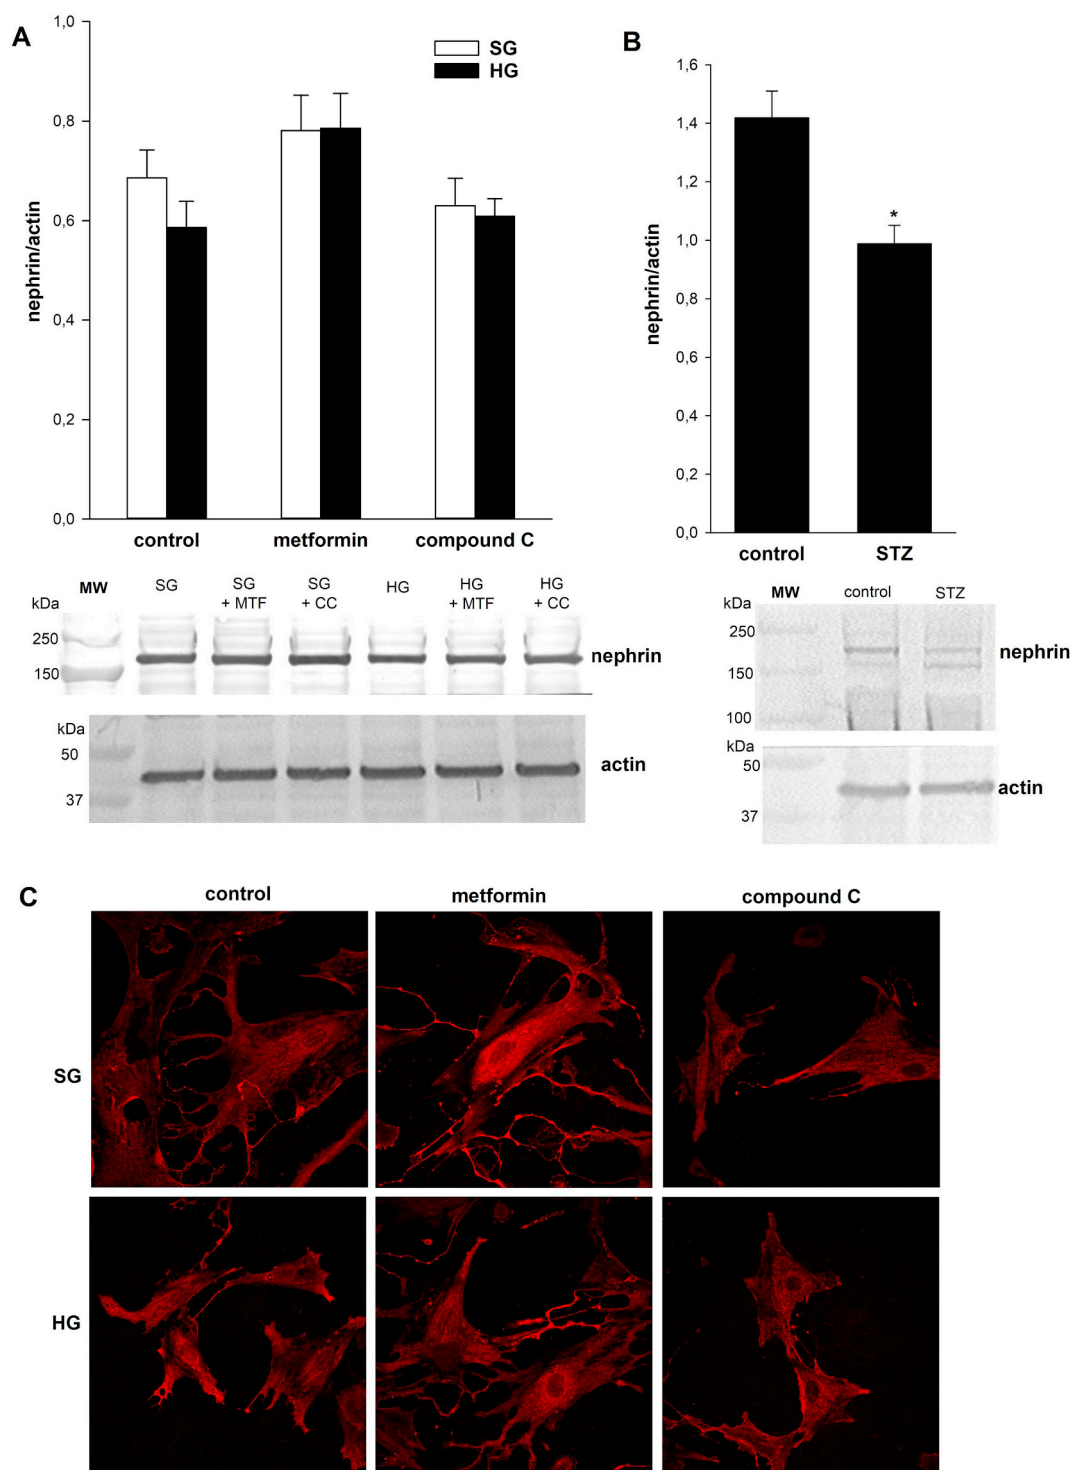 A
1,0
0,8
0,6
0,4
0,2
0,0
nephrin/actin
SG
HG
control metformin compound C
MW SG SG + MTF SG + CC HG HG + MTF HG + CC
kDa
250
150
nephrin
kDa
50
37
actin
B
1,6
1,4
1,2
1,0
0,8
0,6
0,4
0,2
0,0
nephrin/actin
*
control STZ
MW control STZ
kDa
250
150
100
nephrin
kDa
50
37
actin
C
control metformin compound C
SG
HG